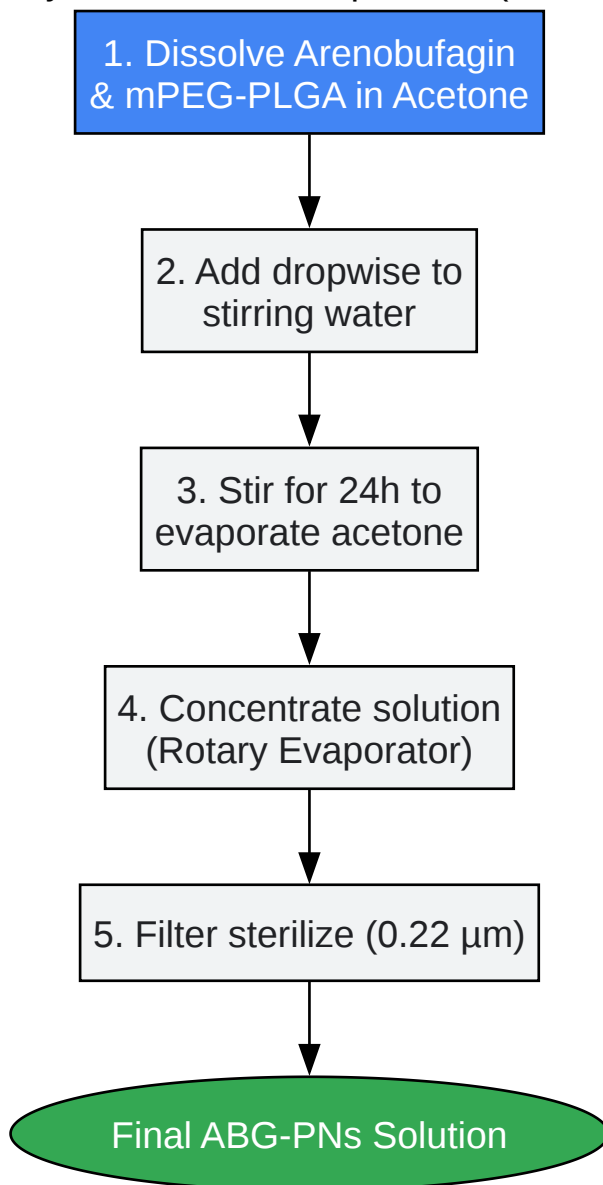 1. Dissolve Arenobufagin
& mPEG-PLGA in Acetone
2. Add dropwise to
stirring water
3. Stir for 24h to
evaporate acetone
4. Concentrate solution
(Rotary Evaporator)
5. Filter sterilize (0.22 µm)
Final ABG-PNs Solution